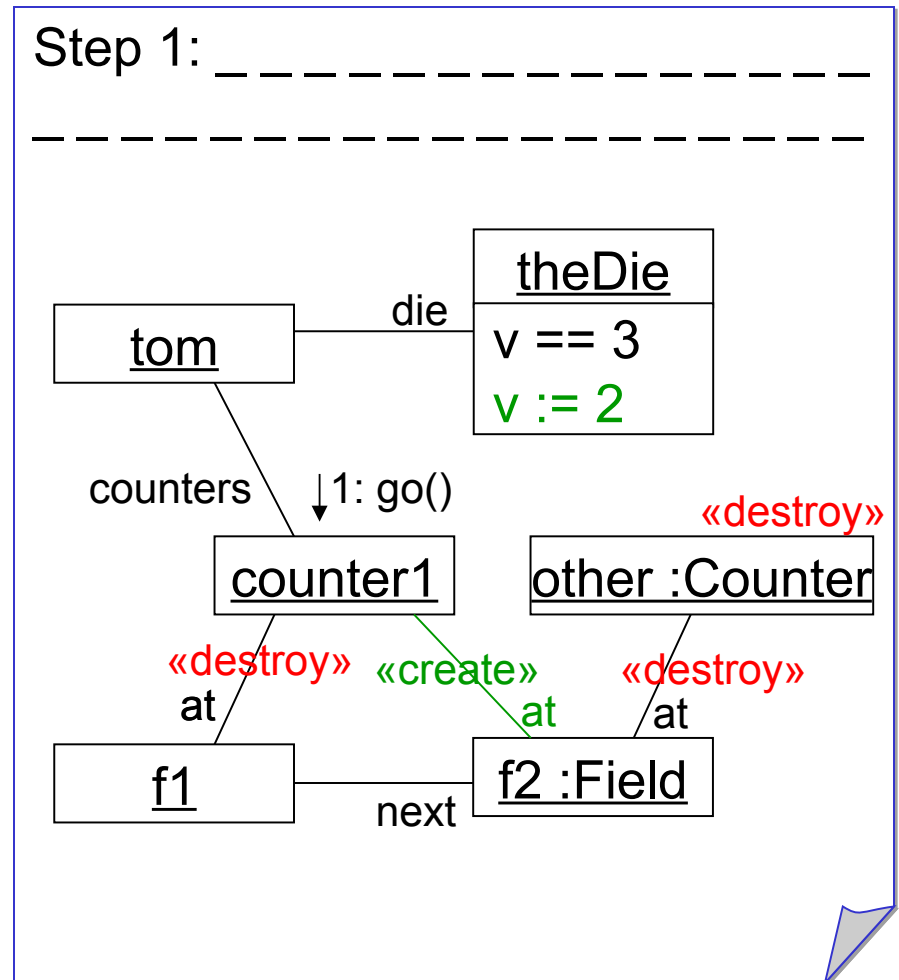 Step 1:
theDie
die
v == 3
tom
v := 2
counters
1: go()
«destroy»
counter1
other :Counter
«destroy»
«create»
«destroy»
at
at
at
f1
f2 :Field
next